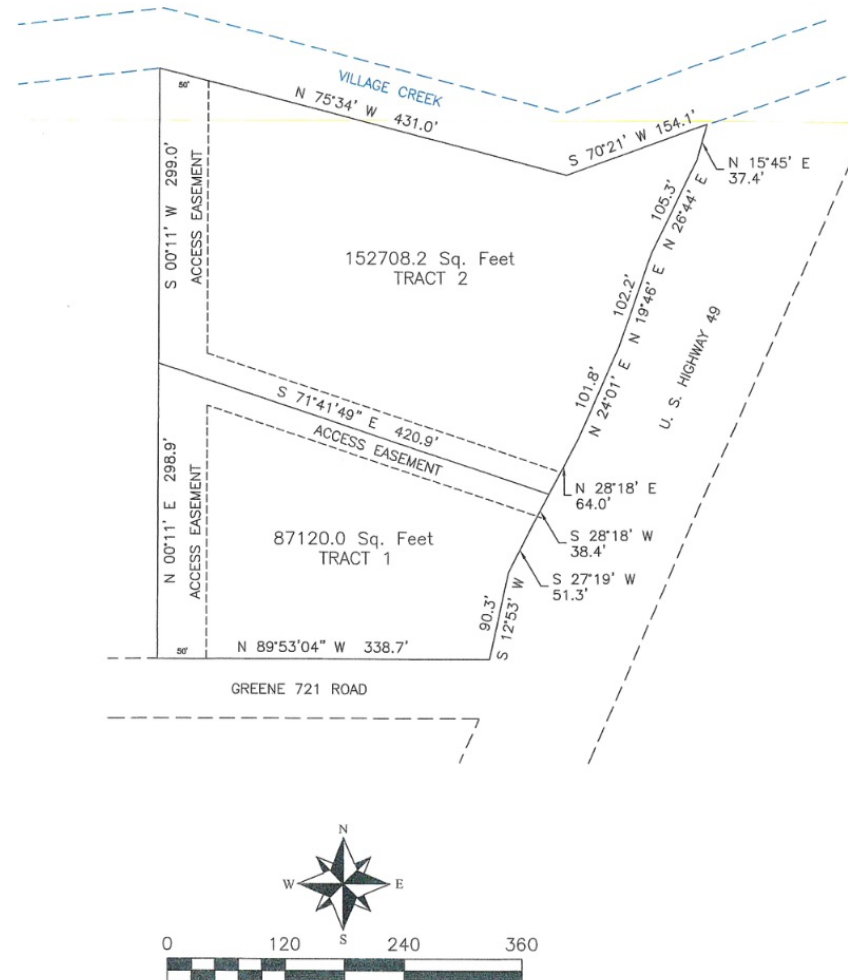 VILLAGE CREEK
50'
N 75°34' W 431.0'
S 70°21' W 154.1'
N 15°45' E
37.4'
S 00°11' W 299.0'
ACCESS EASEMENT
105.3'
N 26°44' E
152708.2 Sq. Feet
TRACT 2
102.2'
N 19°46' E
U. S. HIGHWAY 49
101.8'
N 24°01' E
S 71°41'49" E 420.9'
ACCESS EASEMENT
N 28°18' E
64.0'
N 00°11' E 298.9'
ACCESS EASEMENT
87120.0 Sq. Feet
TRACT 1
S 28°18' W
38.4'
S 27°19' W
51.3'
90.3'
S 12°53' W
50'
N 89°53'04" W 338.7'
GREENE 721 ROAD
N
W E
S
0 120 240 360